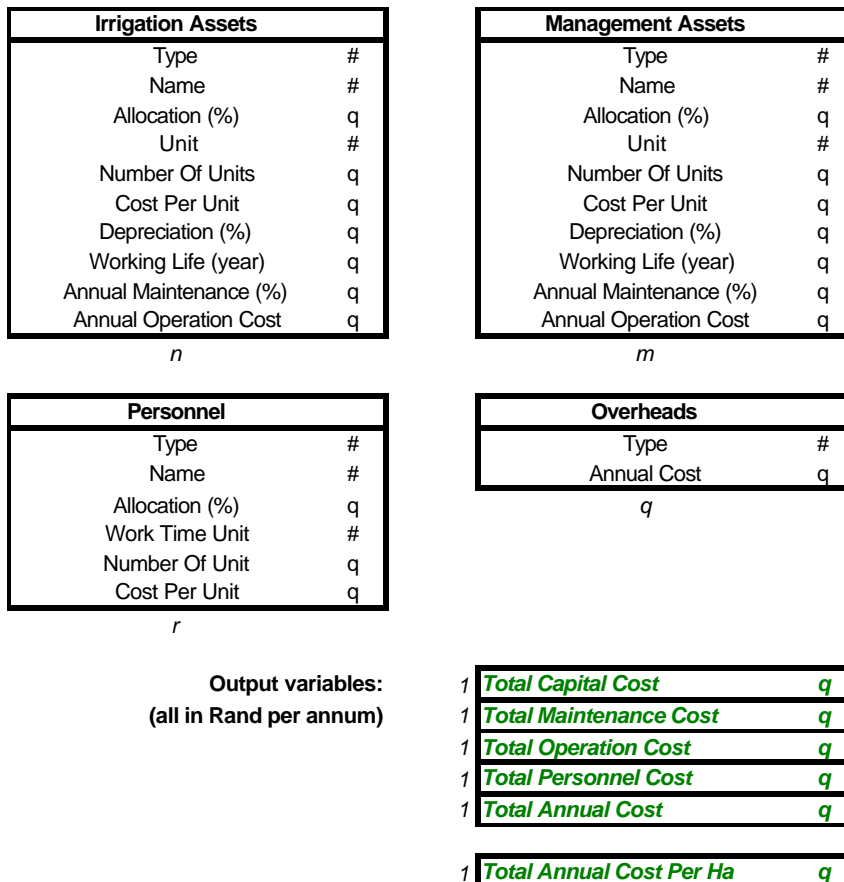 Irrigation Assets
Type #
Name #
Allocation (%) q
Unit #
Number Of Units q
Cost Per Unit q
Depreciation (%) q
Working Life (year) q
Annual Maintenance (%) q
Annual Operation Cost q
n
Management Assets
Type #
Name #
Allocation (%) q
Unit #
Number Of Units q
Cost Per Unit q
Depreciation (%) q
Working Life (year) q
Annual Maintenance (%) q
Annual Operation Cost q
m
Personnel
Type #
Name #
Allocation (%) q
Work Time Unit #
Number Of Unit q
Cost Per Unit q
r
Overheads
Type #
Annual Cost q
q
Output variables:
(all in Rand per annum)
1 Total Capital Cost q
1 Total Maintenance Cost q
1 Total Operation Cost q
1 Total Personnel Cost q
1 Total Annual Cost q
1 Total Annual Cost Per Ha q